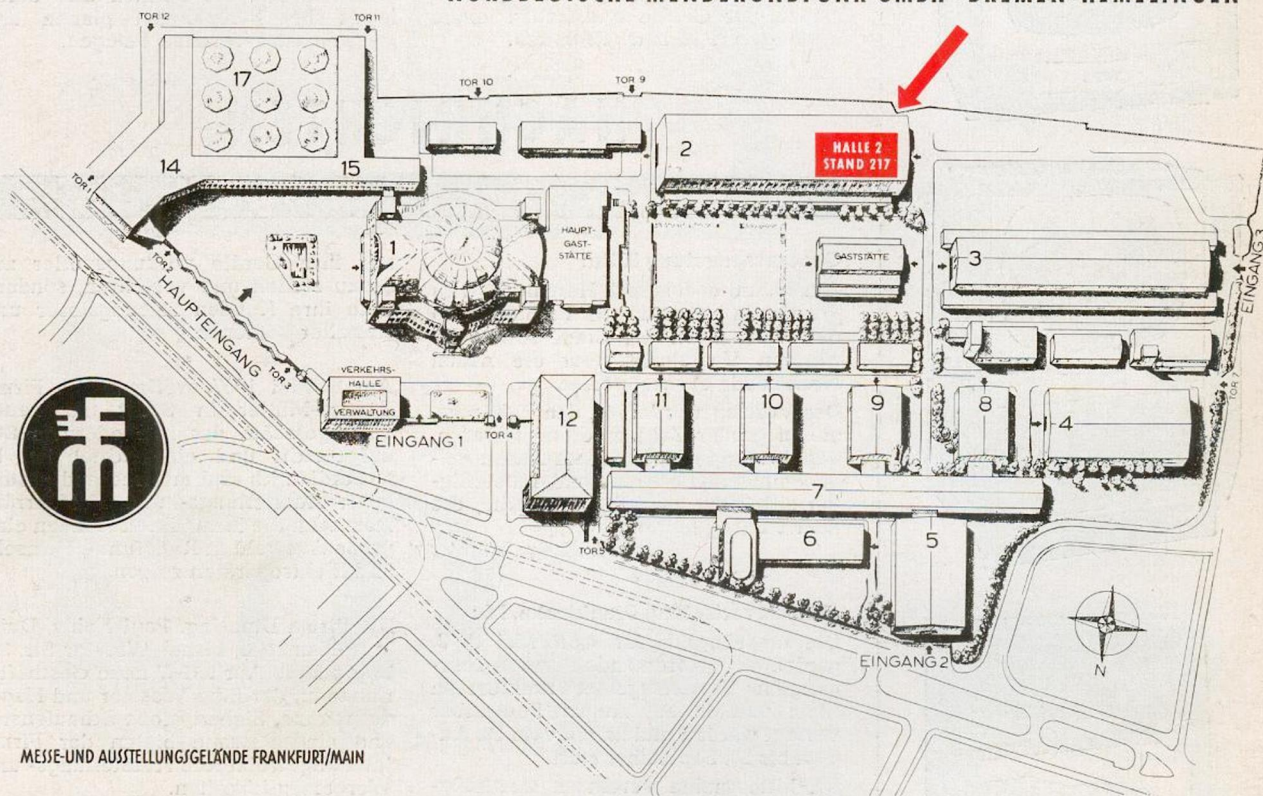 NORDDEUTSCHE MENDE RUNDFUNK GMBH · BREMEN-HEMELINGEN
TOR 12
TOR 11
TOR 10
TOR 9
17
14
15
2
HALLE 2
STAND 217
TOR 1
1
HAUPT-
GAST-
STÄTTE
GASTSTÄTTE
3
EINGANG 3
TOR 2
HAUPTEINGANG
TOR 3
VERKEHRS-
HALLE
VERWALTUNG
EINGANG 1
TOR 4
12
11
10
9
8
4
TOR 7
7
TOR 5
6
5
EINGANG 2
N
MESSE-UND AUSSTELLUNGSGELÄNDE FRANKFURT/MAIN